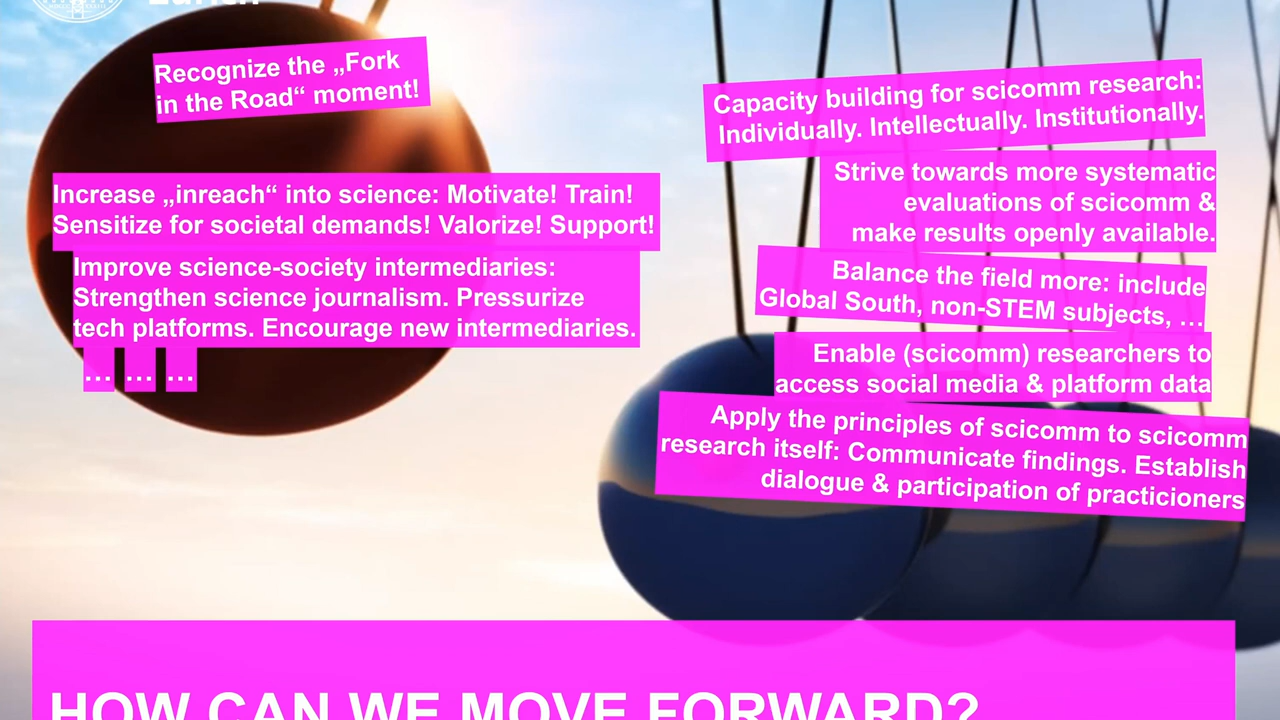 Recognize the „Fork
in the Road“ moment!
Increase „inreach“ into science: Motivate! Train!
Sensitize for societal demands! Valorize! Support!
Improve science-society intermediaries:
Strengthen science journalism. Pressurize
tech platforms. Encourage new intermediaries.
... ... ...
Capacity building for scicomm research:
Individually. Intellectually. Institutionally.
Strive towards more systematic
evaluations of scicomm &
make results openly available.
Balance the field more: include
Global South, non-STEM subjects, …
Enable (scicomm) researchers to
access social media & platform data
Apply the principles of scicomm to scicomm
research itself: Communicate findings. Establish
dialogue & participation of practicioners
HOW CAN WE MOVE FORWARD?